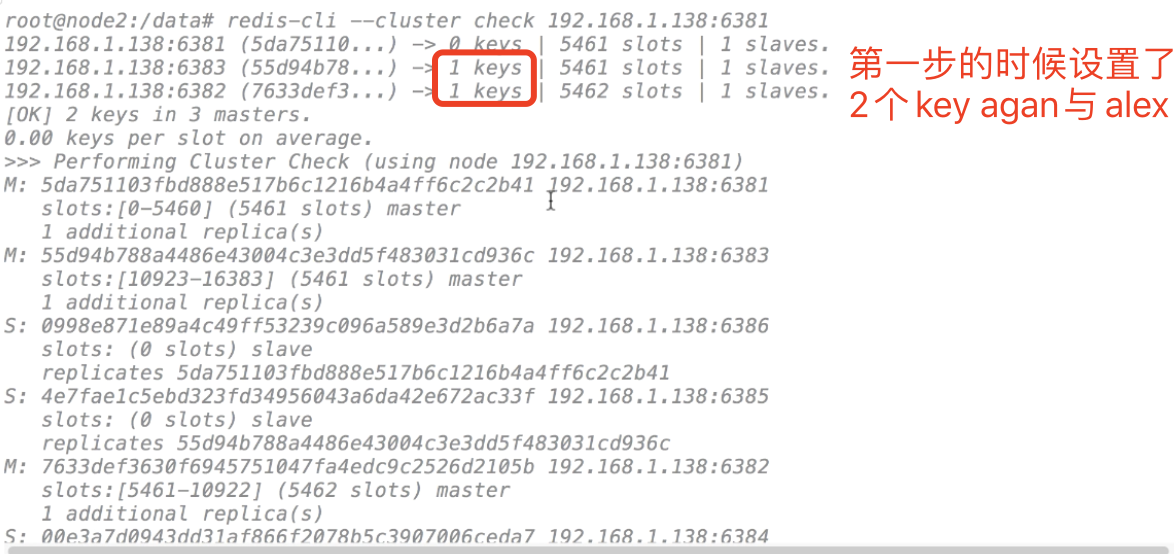 root@node2:/data# redis-cli --cluster check 192.168.1.138:6381
192.168.1.138:6381 (5da75110...) -> 0 keys | 5461 slots | 1 slaves.
192.168.1.138:6383 (55d94b78...) -> 1 keys | 5461 slots | 1 slaves.
192.168.1.138:6382 (7633def3...) -> 1 keys | 5462 slots | 1 slaves.
第一步的时候设置了
2个key agan与 alex
[OK] 2 keys in 3 masters.
0.00 keys per slot on average.
>>> Performing Cluster Check (using node 192.168.1.138:6381)
M: 5da751103fbd888e517b6c1216b4a4ff6c2c2b41 192.168.1.138:6381
slots:[0-5460] (5461 slots) master
1 additional replica(s)
M: 55d94b788a4486e43004c3e3dd5f483031cd936c 192.168.1.138:6383
slots:[10923-16383] (5461 slots) master
1 additional replica(s)
S: 0998e871e89a4c49ff53239c096a589e3d2b6a7a 192.168.1.138:6386
slots: (0 slots) slave
replicates 5da751103fbd888e517b6c1216b4a4ff6c2c2b41
S: 4e7fae1c5ebd323fd34956043a6da42e672ac33f 192.168.1.138:6385
slots: (0 slots) slave
replicates 55d94b788a4486e43004c3e3dd5f483031cd936c
M: 7633def3630f6945751047fa4edc9c2526d2105b 192.168.1.138:6382
slots:[5461-10922] (5462 slots) master
1 additional replica(s)
S: 00e3a7d0943dd31af866f2078b5c3907006ceda7 192.168.1.138:6384